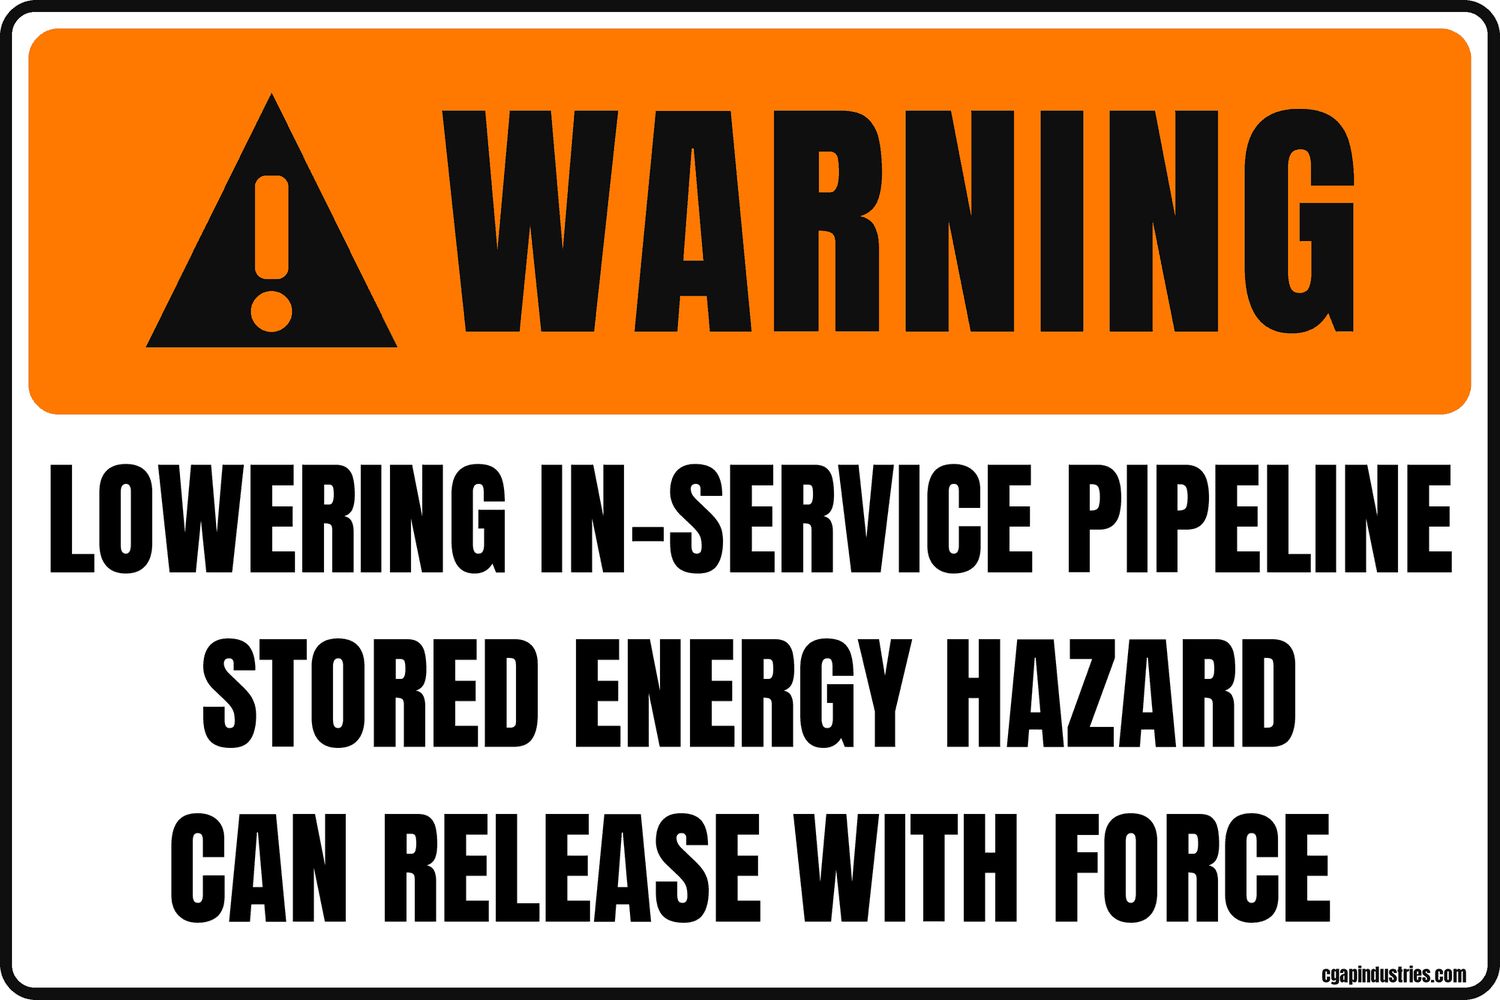 WARNING
LOWERING IN-SERVICE PIPELINE
STORED ENERGY HAZARD
CAN RELEASE WITH FORCE
cgapindustries.com